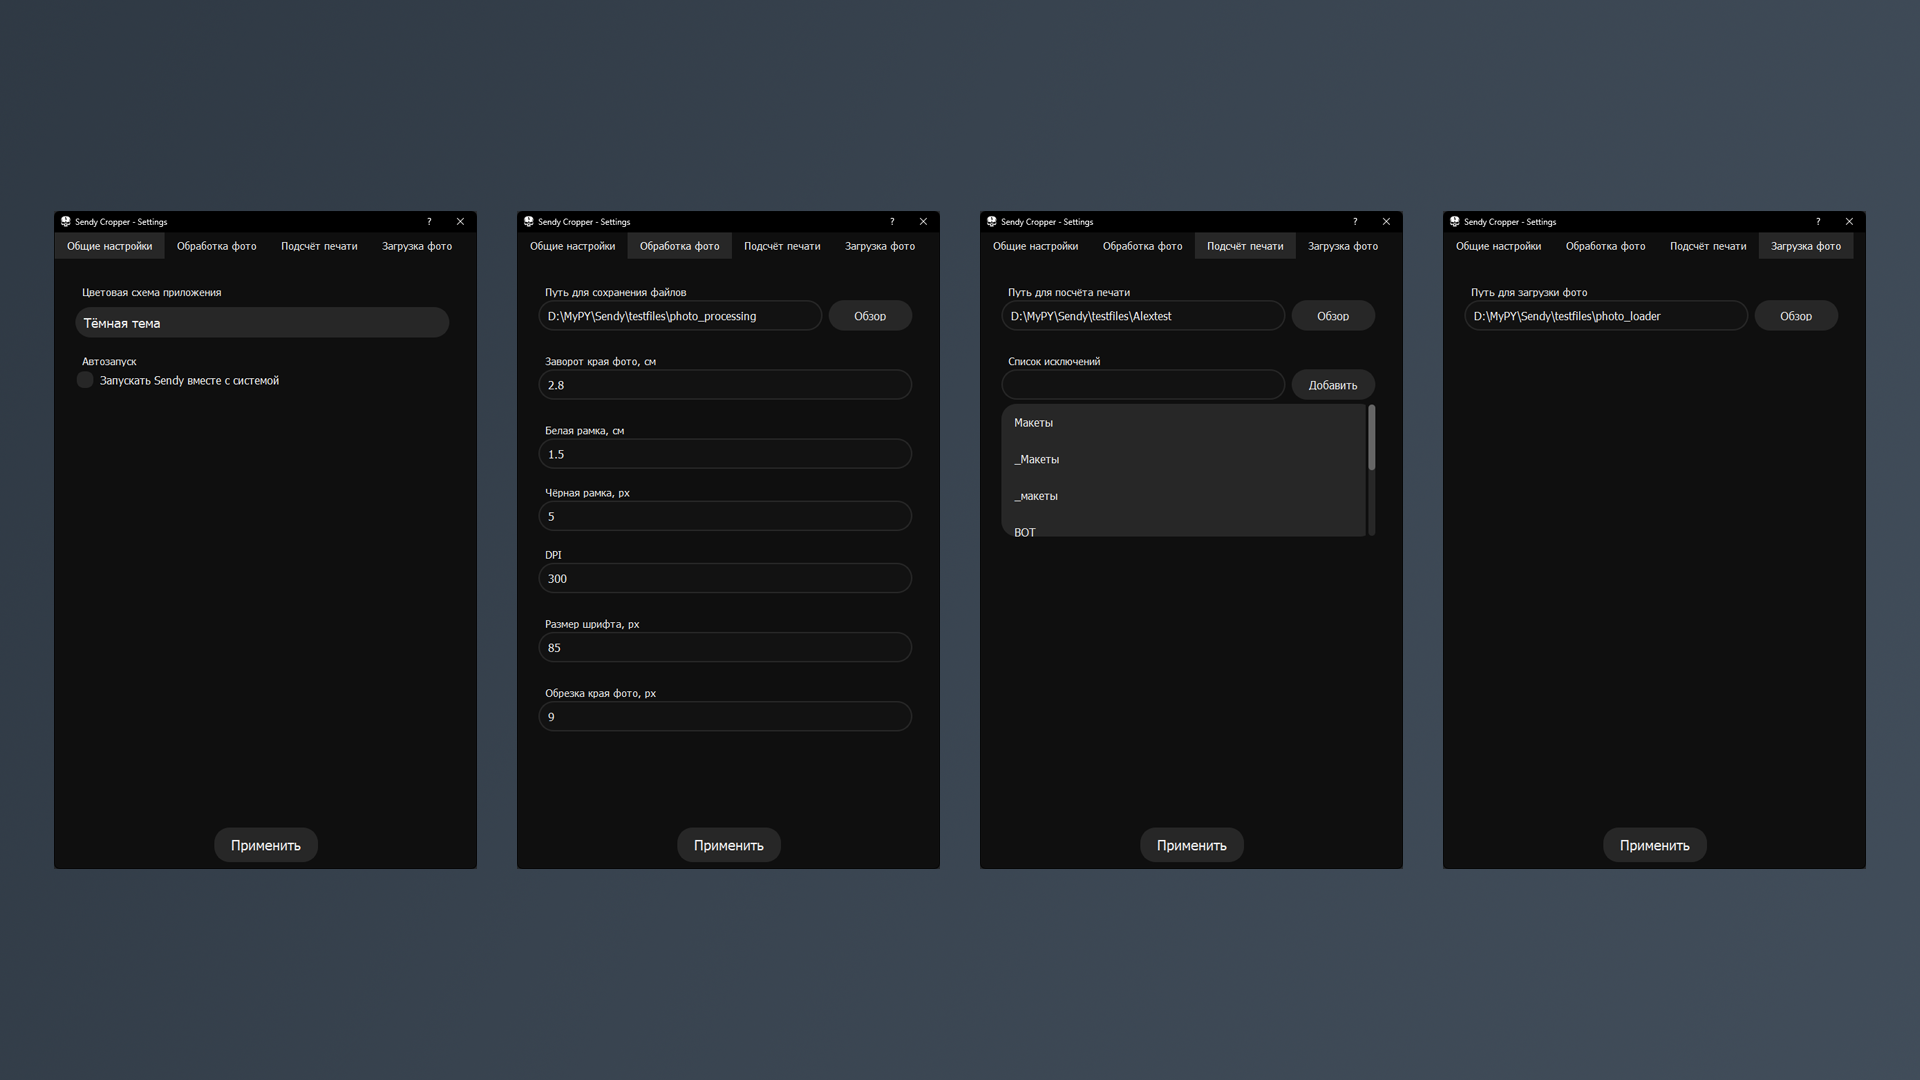 Sendy Cropper - Settings
?
Общие настройки Обработка фото Подсчёт печати Загрузка фото
Цветовая схема приложения
Тёмная тема
Автозапуск
Запускать Sendy вместе с системой
Применить
Sendy Cropper - Settings
?
Общие настройки Обработка фото Подсчёт печати Загрузка фото
Путь для сохранения файлов
D:\MyPY\Sendy\testfiles\photo_processing Обзор
Заворот края фото, см
2.8
Белая рамка, см
1.5
Чёрная рамка, px
5
DPI
300
Размер шрифта, px
85
Обрезка края фото, px
9
Применить
Sendy Cropper - Settings
?
Общие настройки Обработка фото Подсчёт печати Загрузка фото
Путь для посчёта печати
D:\MyPY\Sendy\testfiles\Alextest Обзор
Список исключений
Добавить
Макеты
_Макеты
_макеты
ВОТ
Применить
Sendy Cropper - Settings
?
Общие настройки Обработка фото Подсчёт печати Загрузка фото
Путь для загрузки фото
D:\MyPY\Sendy\testfiles\photo_loader Обзор
Применить